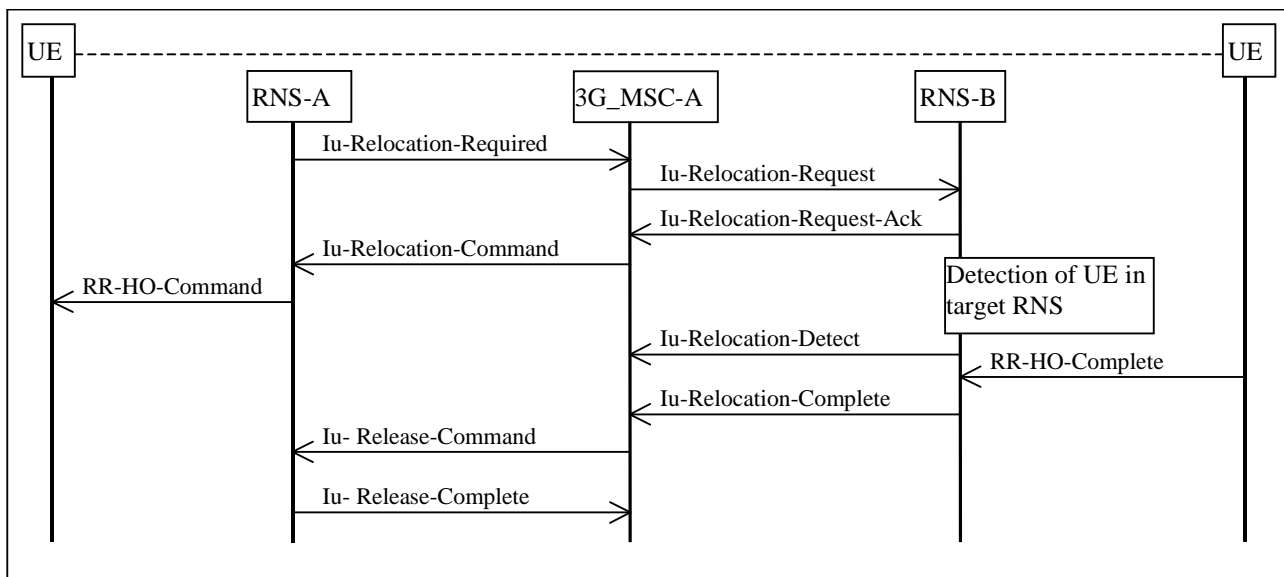 UE
UE
RNS-A
3G_MSC-A
RNS-B
Iu-Relocation-Required
Iu-Relocation-Request
Iu-Relocation-Request-Ack
Iu-Relocation-Command
Detection of UE in
target RNS
RR-HO-Command
Iu-Relocation-Detect
RR-HO-Complete
Iu-Relocation-Complete
Iu- Release-Command
Iu- Release-Complete